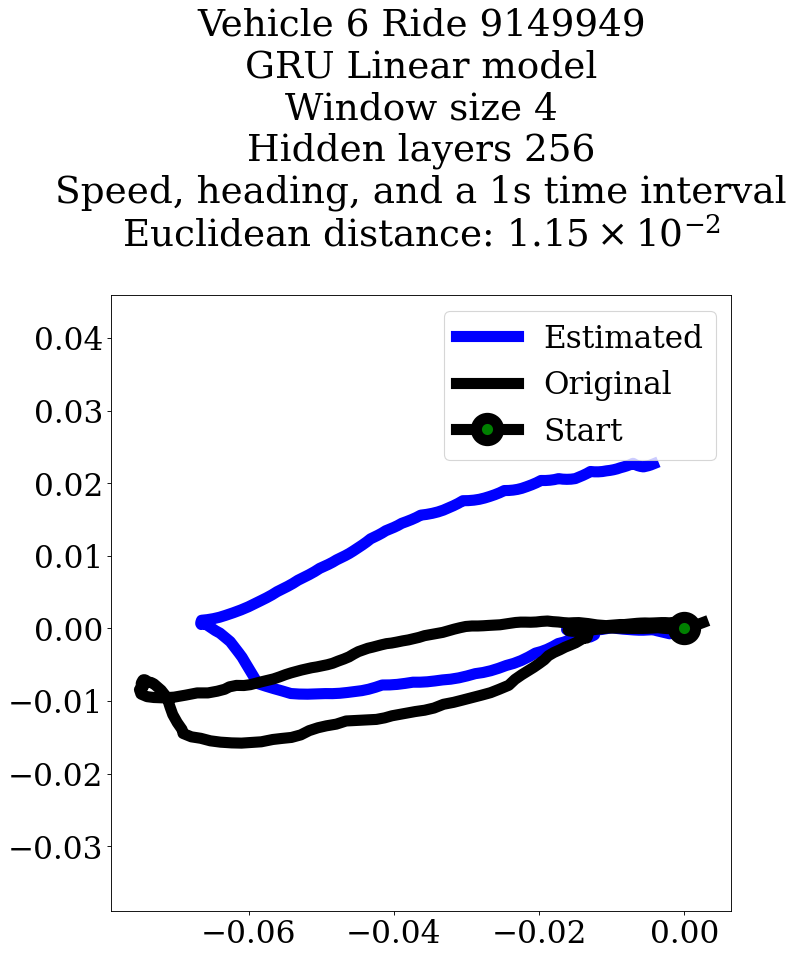 Vehicle 6 Ride 9149949
GRU Linear model
Window size 4
Hidden layers 256
Speed, heading, and a 1s time interval
Euclidean distance: 1.15 × 10⁻²
Estimated
Original
Start
0.04
0.03
0.02
0.01
0.00
−0.01
−0.02
−0.03
−0.06 −0.04 −0.02 0.00